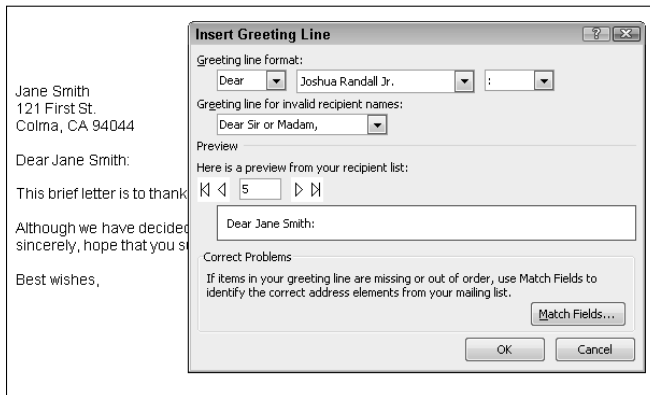 Jane Smith
121 First St.
Colma, CA 94044
Dear Jane Smith:
This brief letter is to thank
Although we have decided
sincerely, hope that you
Best wishes,
Insert Greeting Line
Greeting line format:
Dear Joshua Randall Jr. :
Greeting line for invalid recipient names:
Dear Sir or Madam,
Preview
Here is a preview from your recipient list:
5
Dear Jane Smith:
Correct Problems
If items in your greeting line are missing or out of order, use Match Fields to
identify the correct address elements from your mailing list.
Match Fields...
OK Cancel